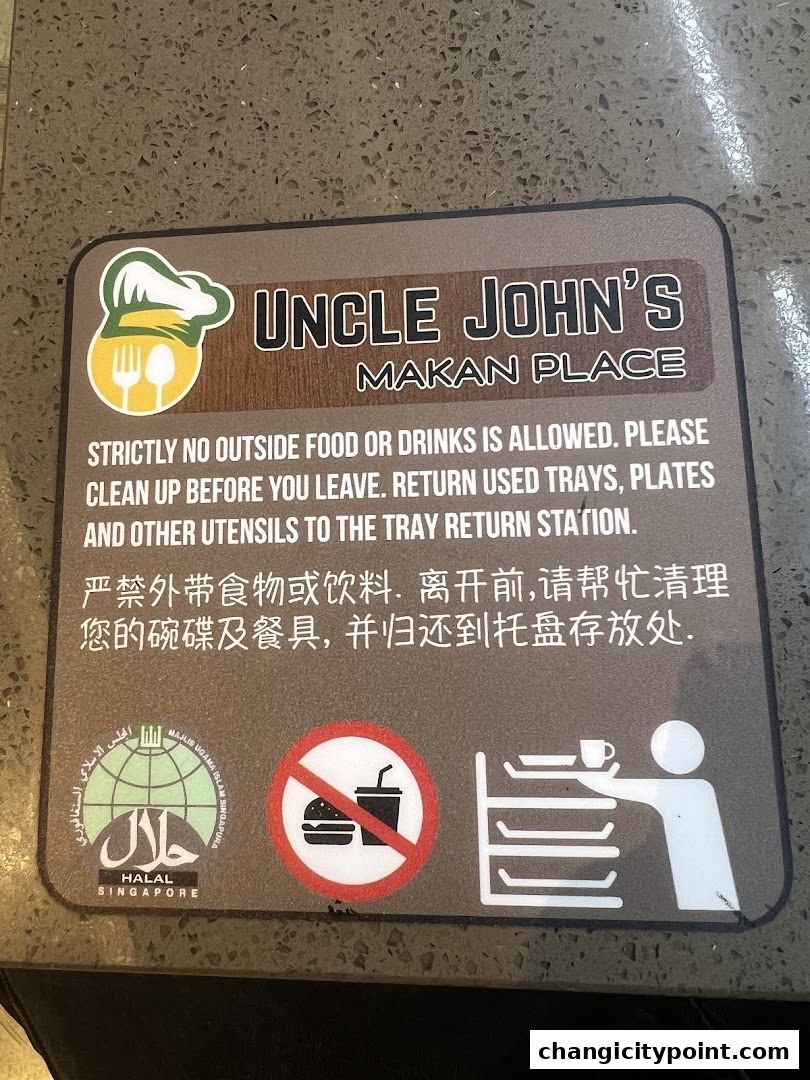 UNCLE JOHN'S
MAKAN PLACE
STRICTLY NO OUTSIDE FOOD OR DRINKS IS ALLOWED. PLEASE
CLEAN UP BEFORE YOU LEAVE. RETURN USED TRAYS, PLATES
AND OTHER UTENSILS TO THE TRAY RETURN STATION.
严禁外带食物或饮料. 离开前,请帮忙清理
您的碗碟及餐具, 并归还到托盘存放处.
المجلس الإسلامي السنغافوري
MAJLIS UGAMA ISLAM SINGAPURA
حلال
HALAL
SINGAPORE
changicitypoint.com